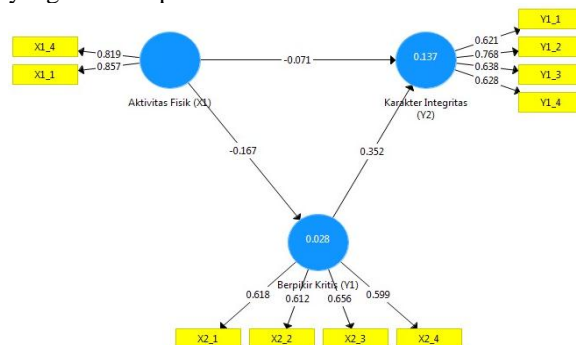 X1_4
X1_1
0.819
0.857
Aktivitas Fisik (X1)
-0.071
0.137
Karakter Integritas
(Y2)
0.621
0.768
0.638
0.628
Y1_1
Y1_2
Y1_3
Y1_4
-0.167
0.352
0.028
Berpikir Kritis (Y1)
0.618
0.612
0.656
0.599
X2_1
X2_2
X2_3
X2_4